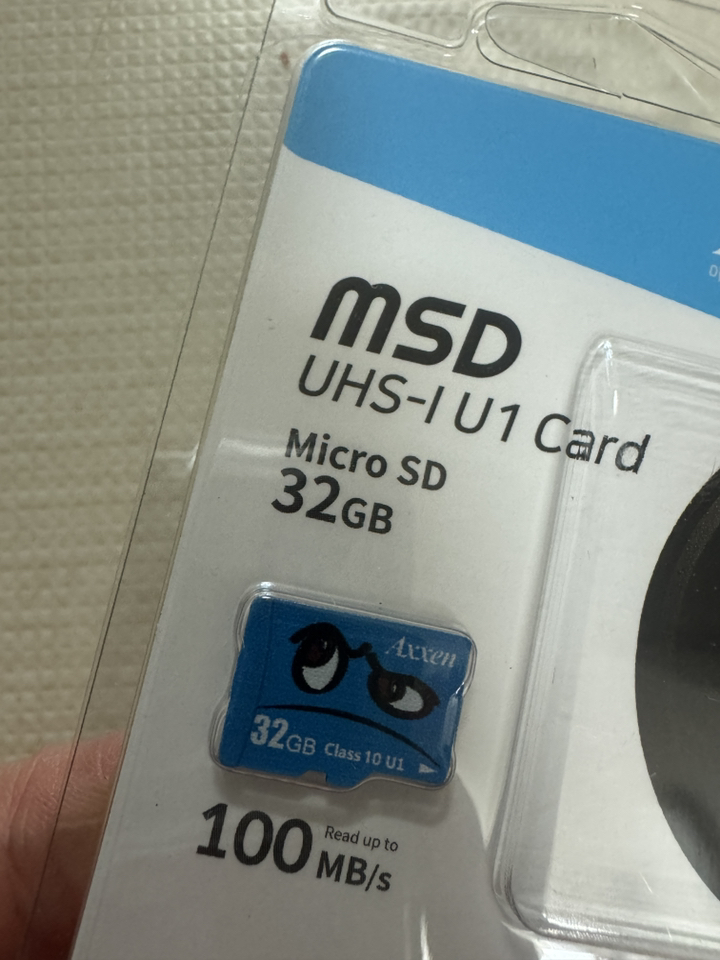 MSD
UHS-I U1 Card
Micro SD
32GB
Axxen
32GB Class 10 U1
100 Read up to
MB/s